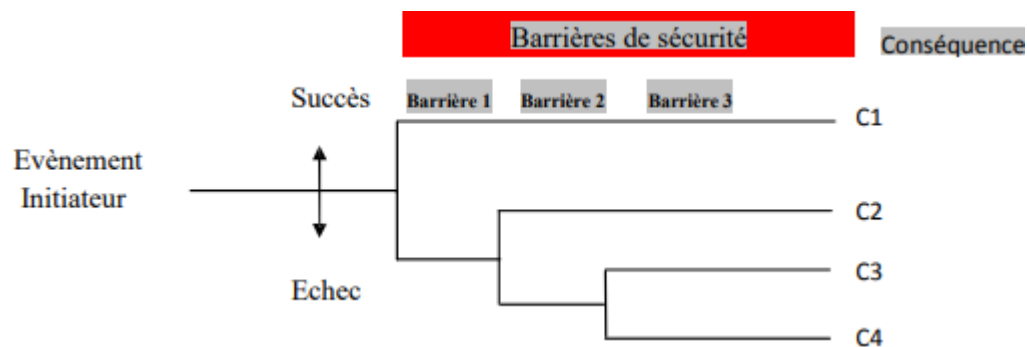 Barrières de sécurité
Conséquence
Succès
Barrière 1
Barrière 2
Barrière 3
C1
Evènement
Initiateur
C2
C3
Echec
C4